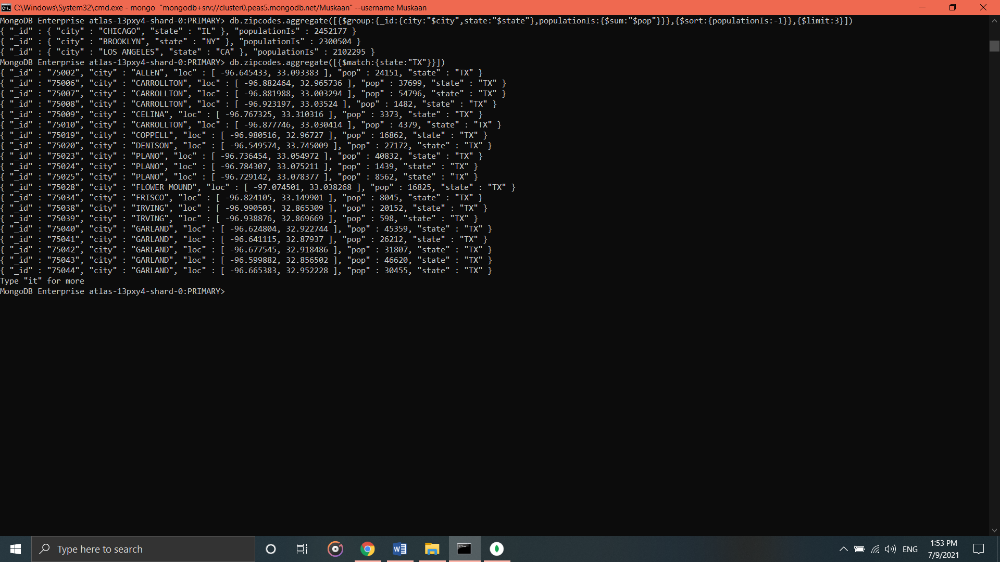 C:\Windows\System32\cmd.exe - mongo "mongodb+srv://cluster0.peas5.mongodb.net/Muskaan" --username Muskaan
MongoDB Enterprise atlas-13pxy4-shard-0:PRIMARY> db.zipcodes.aggregate([{$group:{_id:{city:"$city",state:"$state"},populationIs:{$sum:"$pop"}}},{$sort:{populationIs:-1}},{$limit:3}])
{ "_id" : { "city" : "CHICAGO", "state" : "IL" }, "populationIs" : 2452177 }
{ "_id" : { "city" : "BROOKLYN", "state" : "NY" }, "populationIs" : 2300504 }
{ "_id" : { "city" : "LOS ANGELES", "state" : "CA" }, "populationIs" : 2102295 }
MongoDB Enterprise atlas-13pxy4-shard-0:PRIMARY> db.zipcodes.aggregate([{$match:{state:"TX"}}])
{ "_id" : "75002", "city" : "ALLEN", "loc" : [ -96.645433, 33.093383 ], "pop" : 24151, "state" : "TX" }
{ "_id" : "75006", "city" : "CARROLLTON", "loc" : [ -96.882464, 32.965736 ], "pop" : 37699, "state" : "TX" }
{ "_id" : "75007", "city" : "CARROLLTON", "loc" : [ -96.881988, 33.003294 ], "pop" : 54796, "state" : "TX" }
{ "_id" : "75008", "city" : "CARROLLTON", "loc" : [ -96.923197, 33.03524 ], "pop" : 1482, "state" : "TX" }
{ "_id" : "75009", "city" : "CELINA", "loc" : [ -96.767325, 33.310316 ], "pop" : 3373, "state" : "TX" }
{ "_id" : "75010", "city" : "CARROLLTON", "loc" : [ -96.877746, 33.030414 ], "pop" : 4379, "state" : "TX" }
{ "_id" : "75019", "city" : "COPPELL", "loc" : [ -96.980516, 32.96727 ], "pop" : 16862, "state" : "TX" }
{ "_id" : "75020", "city" : "DENISON", "loc" : [ -96.549574, 33.745009 ], "pop" : 27172, "state" : "TX" }
{ "_id" : "75023", "city" : "PLANO", "loc" : [ -96.736454, 33.054972 ], "pop" : 40832, "state" : "TX" }
{ "_id" : "75024", "city" : "PLANO", "loc" : [ -96.784307, 33.075211 ], "pop" : 1439, "state" : "TX" }
{ "_id" : "75025", "city" : "PLANO", "loc" : [ -96.729142, 33.078377 ], "pop" : 8562, "state" : "TX" }
{ "_id" : "75028", "city" : "FLOWER MOUND", "loc" : [ -97.074501, 33.038268 ], "pop" : 16825, "state" : "TX" }
{ "_id" : "75034", "city" : "FRISCO", "loc" : [ -96.824105, 33.149901 ], "pop" : 8045, "state" : "TX" }
{ "_id" : "75038", "city" : "IRVING", "loc" : [ -96.990503, 32.865309 ], "pop" : 20152, "state" : "TX" }
{ "_id" : "75039", "city" : "IRVING", "loc" : [ -96.938876, 32.869669 ], "pop" : 598, "state" : "TX" }
{ "_id" : "75040", "city" : "GARLAND", "loc" : [ -96.624804, 32.922744 ], "pop" : 45359, "state" : "TX" }
{ "_id" : "75041", "city" : "GARLAND", "loc" : [ -96.641115, 32.87937 ], "pop" : 26212, "state" : "TX" }
{ "_id" : "75042", "city" : "GARLAND", "loc" : [ -96.677545, 32.918486 ], "pop" : 31807, "state" : "TX" }
{ "_id" : "75043", "city" : "GARLAND", "loc" : [ -96.599882, 32.856502 ], "pop" : 46620, "state" : "TX" }
{ "_id" : "75044", "city" : "GARLAND", "loc" : [ -96.665383, 32.952228 ], "pop" : 30455, "state" : "TX" }
Type "it" for more
MongoDB Enterprise atlas-13pxy4-shard-0:PRIMARY>
Type here to search
ENG
1:53 PM
7/9/2021